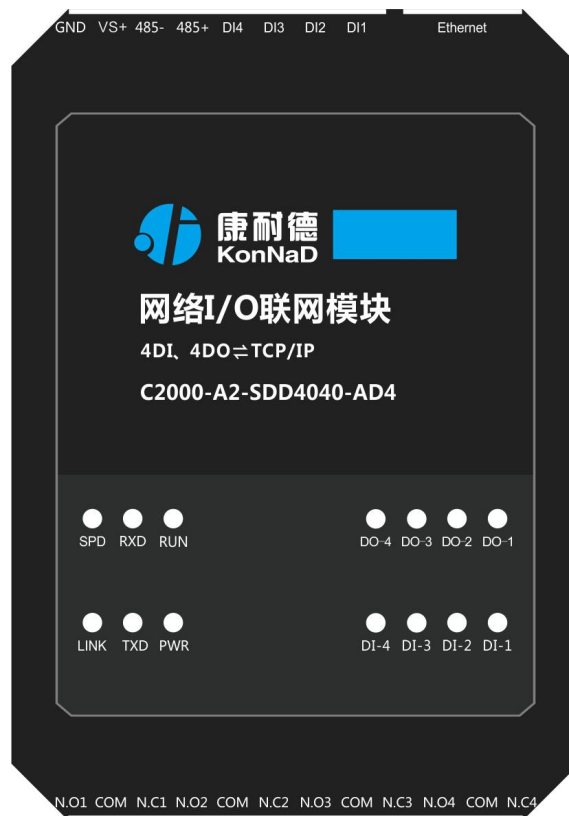 GND VS+ 485- 485+ DI4 DI3 DI2 DI1 Ethernet
康耐德
KonNaD
网络I/O联网模块
4DI、4DO⇌TCP/IP
C2000-A2-SDD4040-AD4
SPD RXD RUN DO-4 DO-3 DO-2 DO-1
LINK TXD PWR DI-4 DI-3 DI-2 DI-1
N.O1 COM N.C1 N.O2 COM N.C2 N.O3 COM N.C3 N.O4 COM N.C4